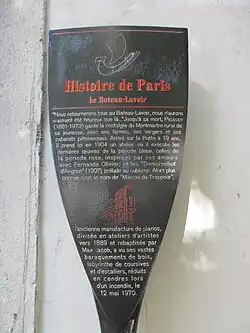 Histoire de Paris
Le Bateau-Lavoir
"Nous retournerons tous au Bateau-Lavoir, nous n'aurons
vraiment été heureux que là..." Jusqu'à sa mort, Picasso
(1881-1973) garde la nostalgie du Montmartre rural de
sa jeunesse, avec ses fermes, ses vergers et ses
cabarets pittoresques. Arrivé sur la Butte à 19 ans,
il prend ici en 1904 un atelier où il exécute les
dernières œuvres de la période bleue, celles de
la période rose, inspirées par ses amours
avec Fernande Olivier, et les "Demoiselles
d'Avignon" (1907), prélude au cubisme. Alors plus
connue sous le nom de "Maison du Trappeur",
l'ancienne manufacture de pianos,
divisée en ateliers d'artistes
vers 1889 et rebaptisée par
Max Jacob, a vu ses vastes
baraquements de bois,
labyrinthe de couloirs
et d'escaliers, réduits
en cendres lors
d'un incendie, le
12 mai 1970.